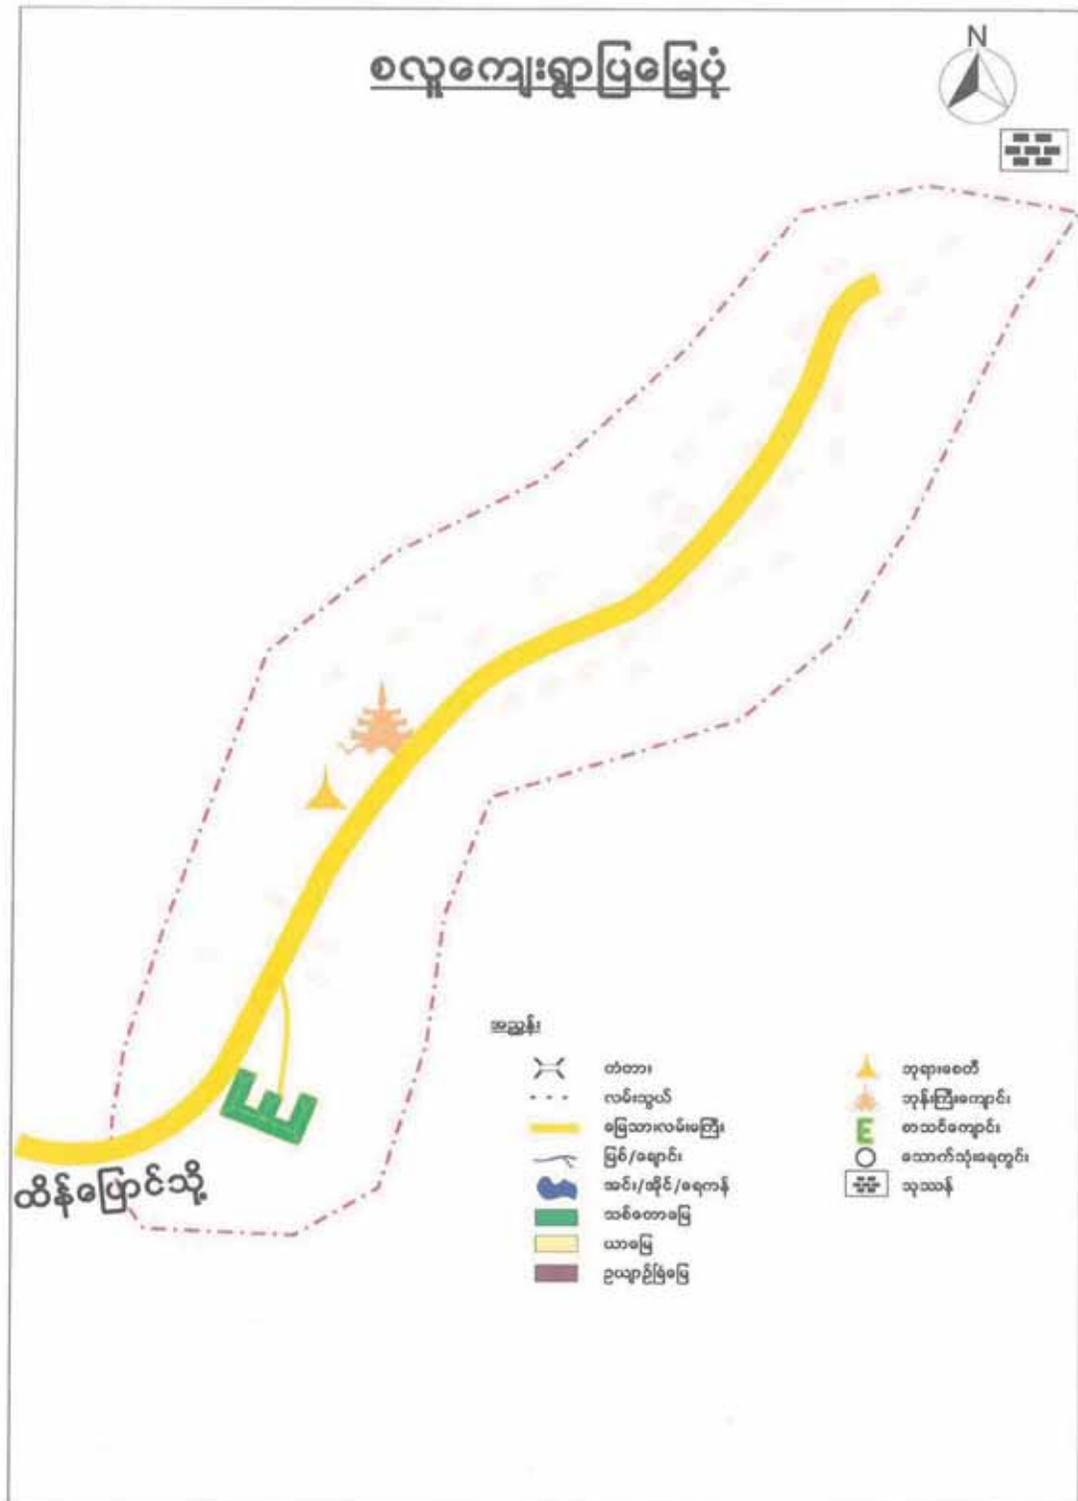 စလူကျေးရွာပြမြေပုံ
N
ထိန်ပြောင်သို့
အညွှန်း
တံတား
လမ်းသွယ်
မြေသားလမ်းမကြီး
မြစ်/ချောင်း
အင်း/အိုင်/ရေကန်
သစ်တောမြေ
ယာမြေ
ဥယျာဉ်ခြံမြေ
ဘုရားစေတီ
ဘုန်းကြီးကျောင်း
E စာသင်ကျောင်း
သောက်သုံးရေတွင်း
သုဿန်
E